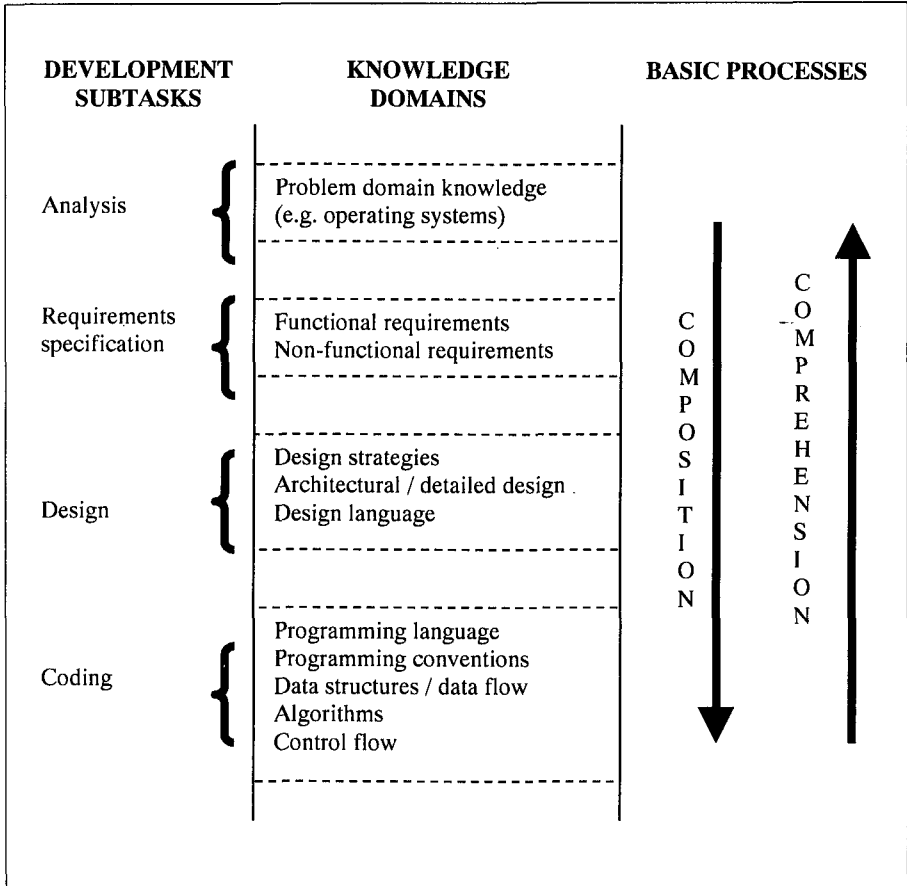 DEVELOPMENT
SUBTASKS
KNOWLEDGE
DOMAINS
BASIC PROCESSES
Analysis
Problem domain knowledge
(e.g. operating systems)
Requirements
specification
Functional requirements
Non-functional requirements
Design
Design strategies
Architectural / detailed design
Design language
Coding
Programming language
Programming conventions
Data structures / data flow
Algorithms
Control flow
COMPOSITION
COMPREHENSION